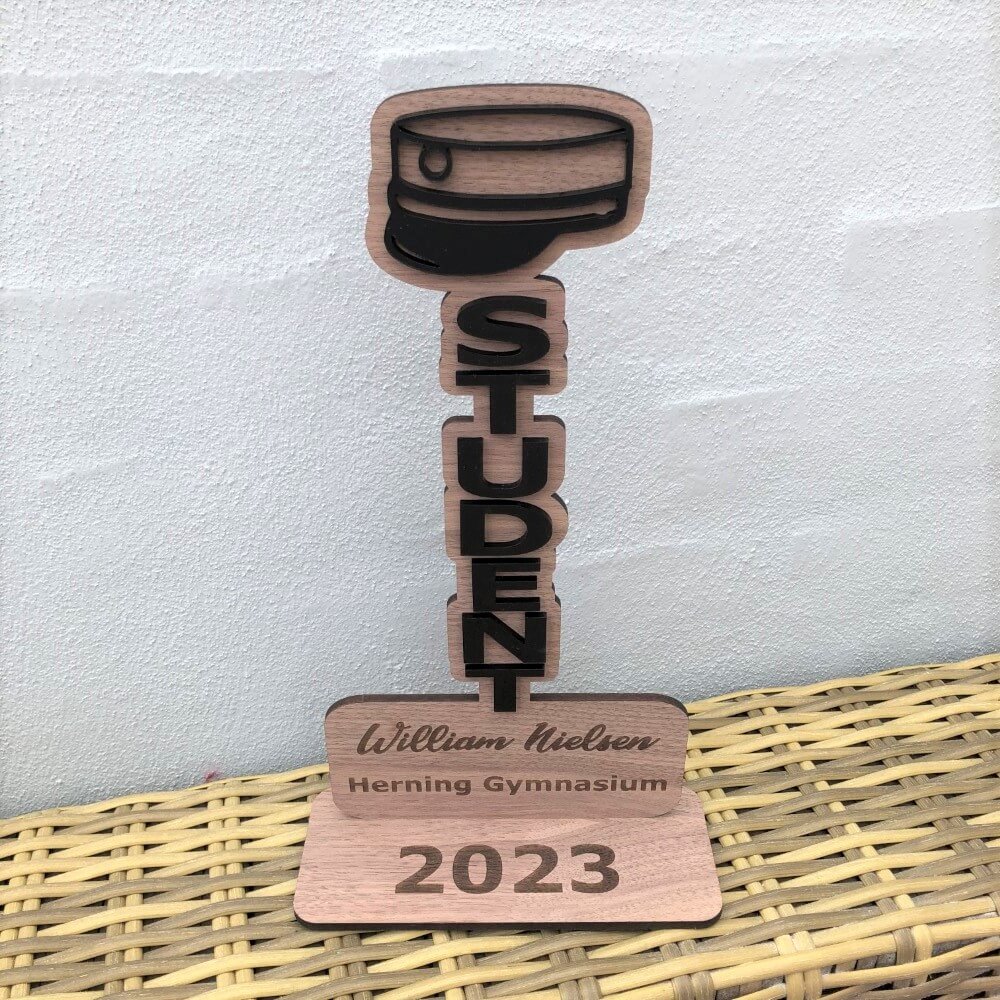 STUDENT
William Nielsen
Herning Gymnasium
2023